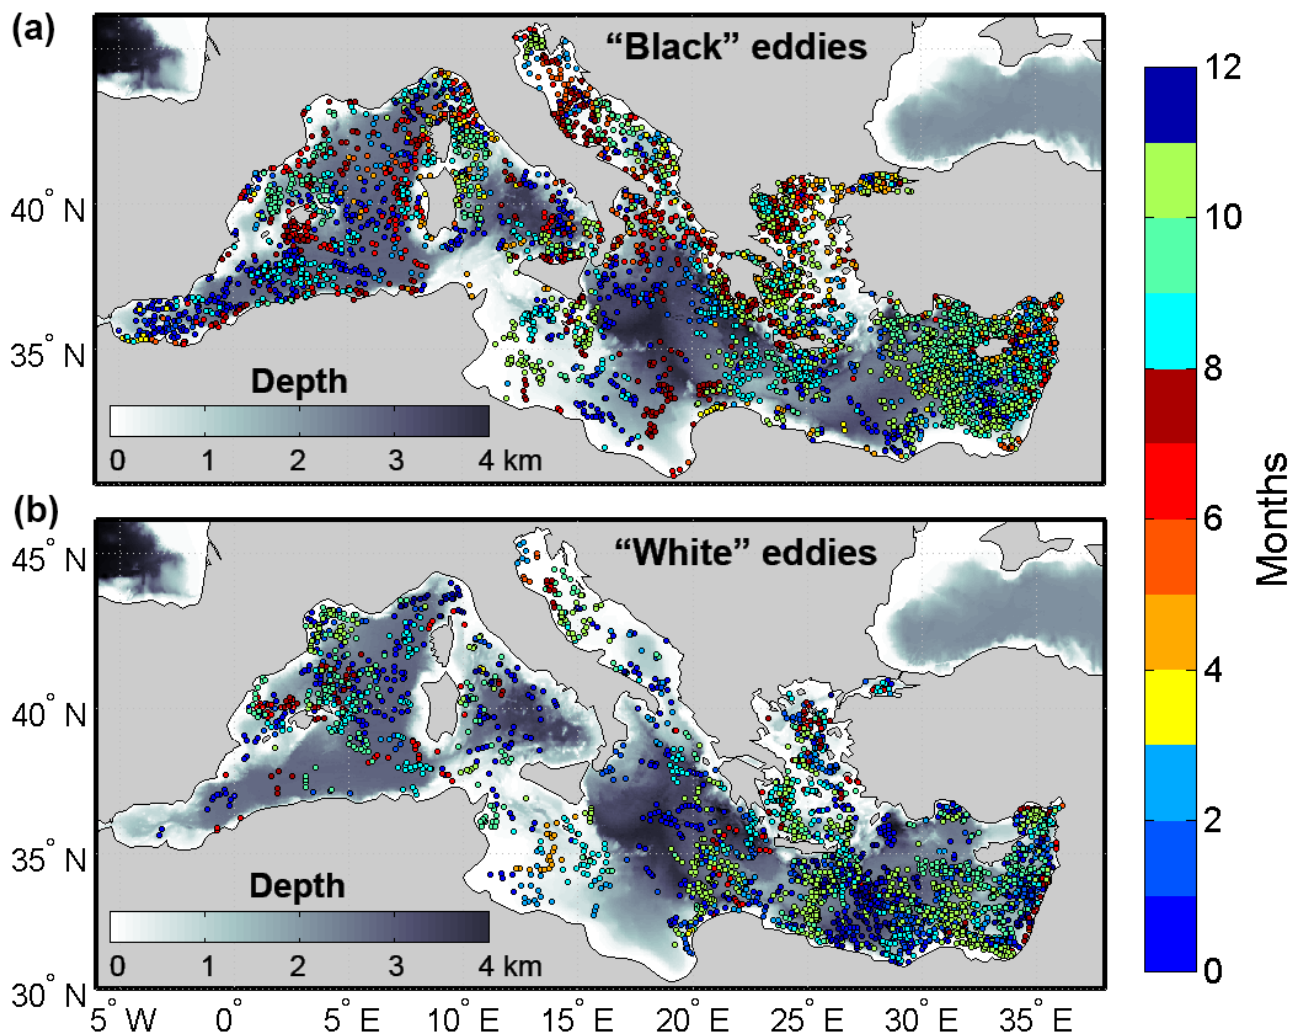 (a)
“Black” eddies
40° N
35° N
Depth
0 1 2 3 4 km
(b)
“White” eddies
45° N
40° N
35° N
30° N
Depth
0 1 2 3 4 km
5° W 0° 5° E 10° E 15° E 20° E 25° E 30° E 35° E
12
10
8
6
4
2
0
Months